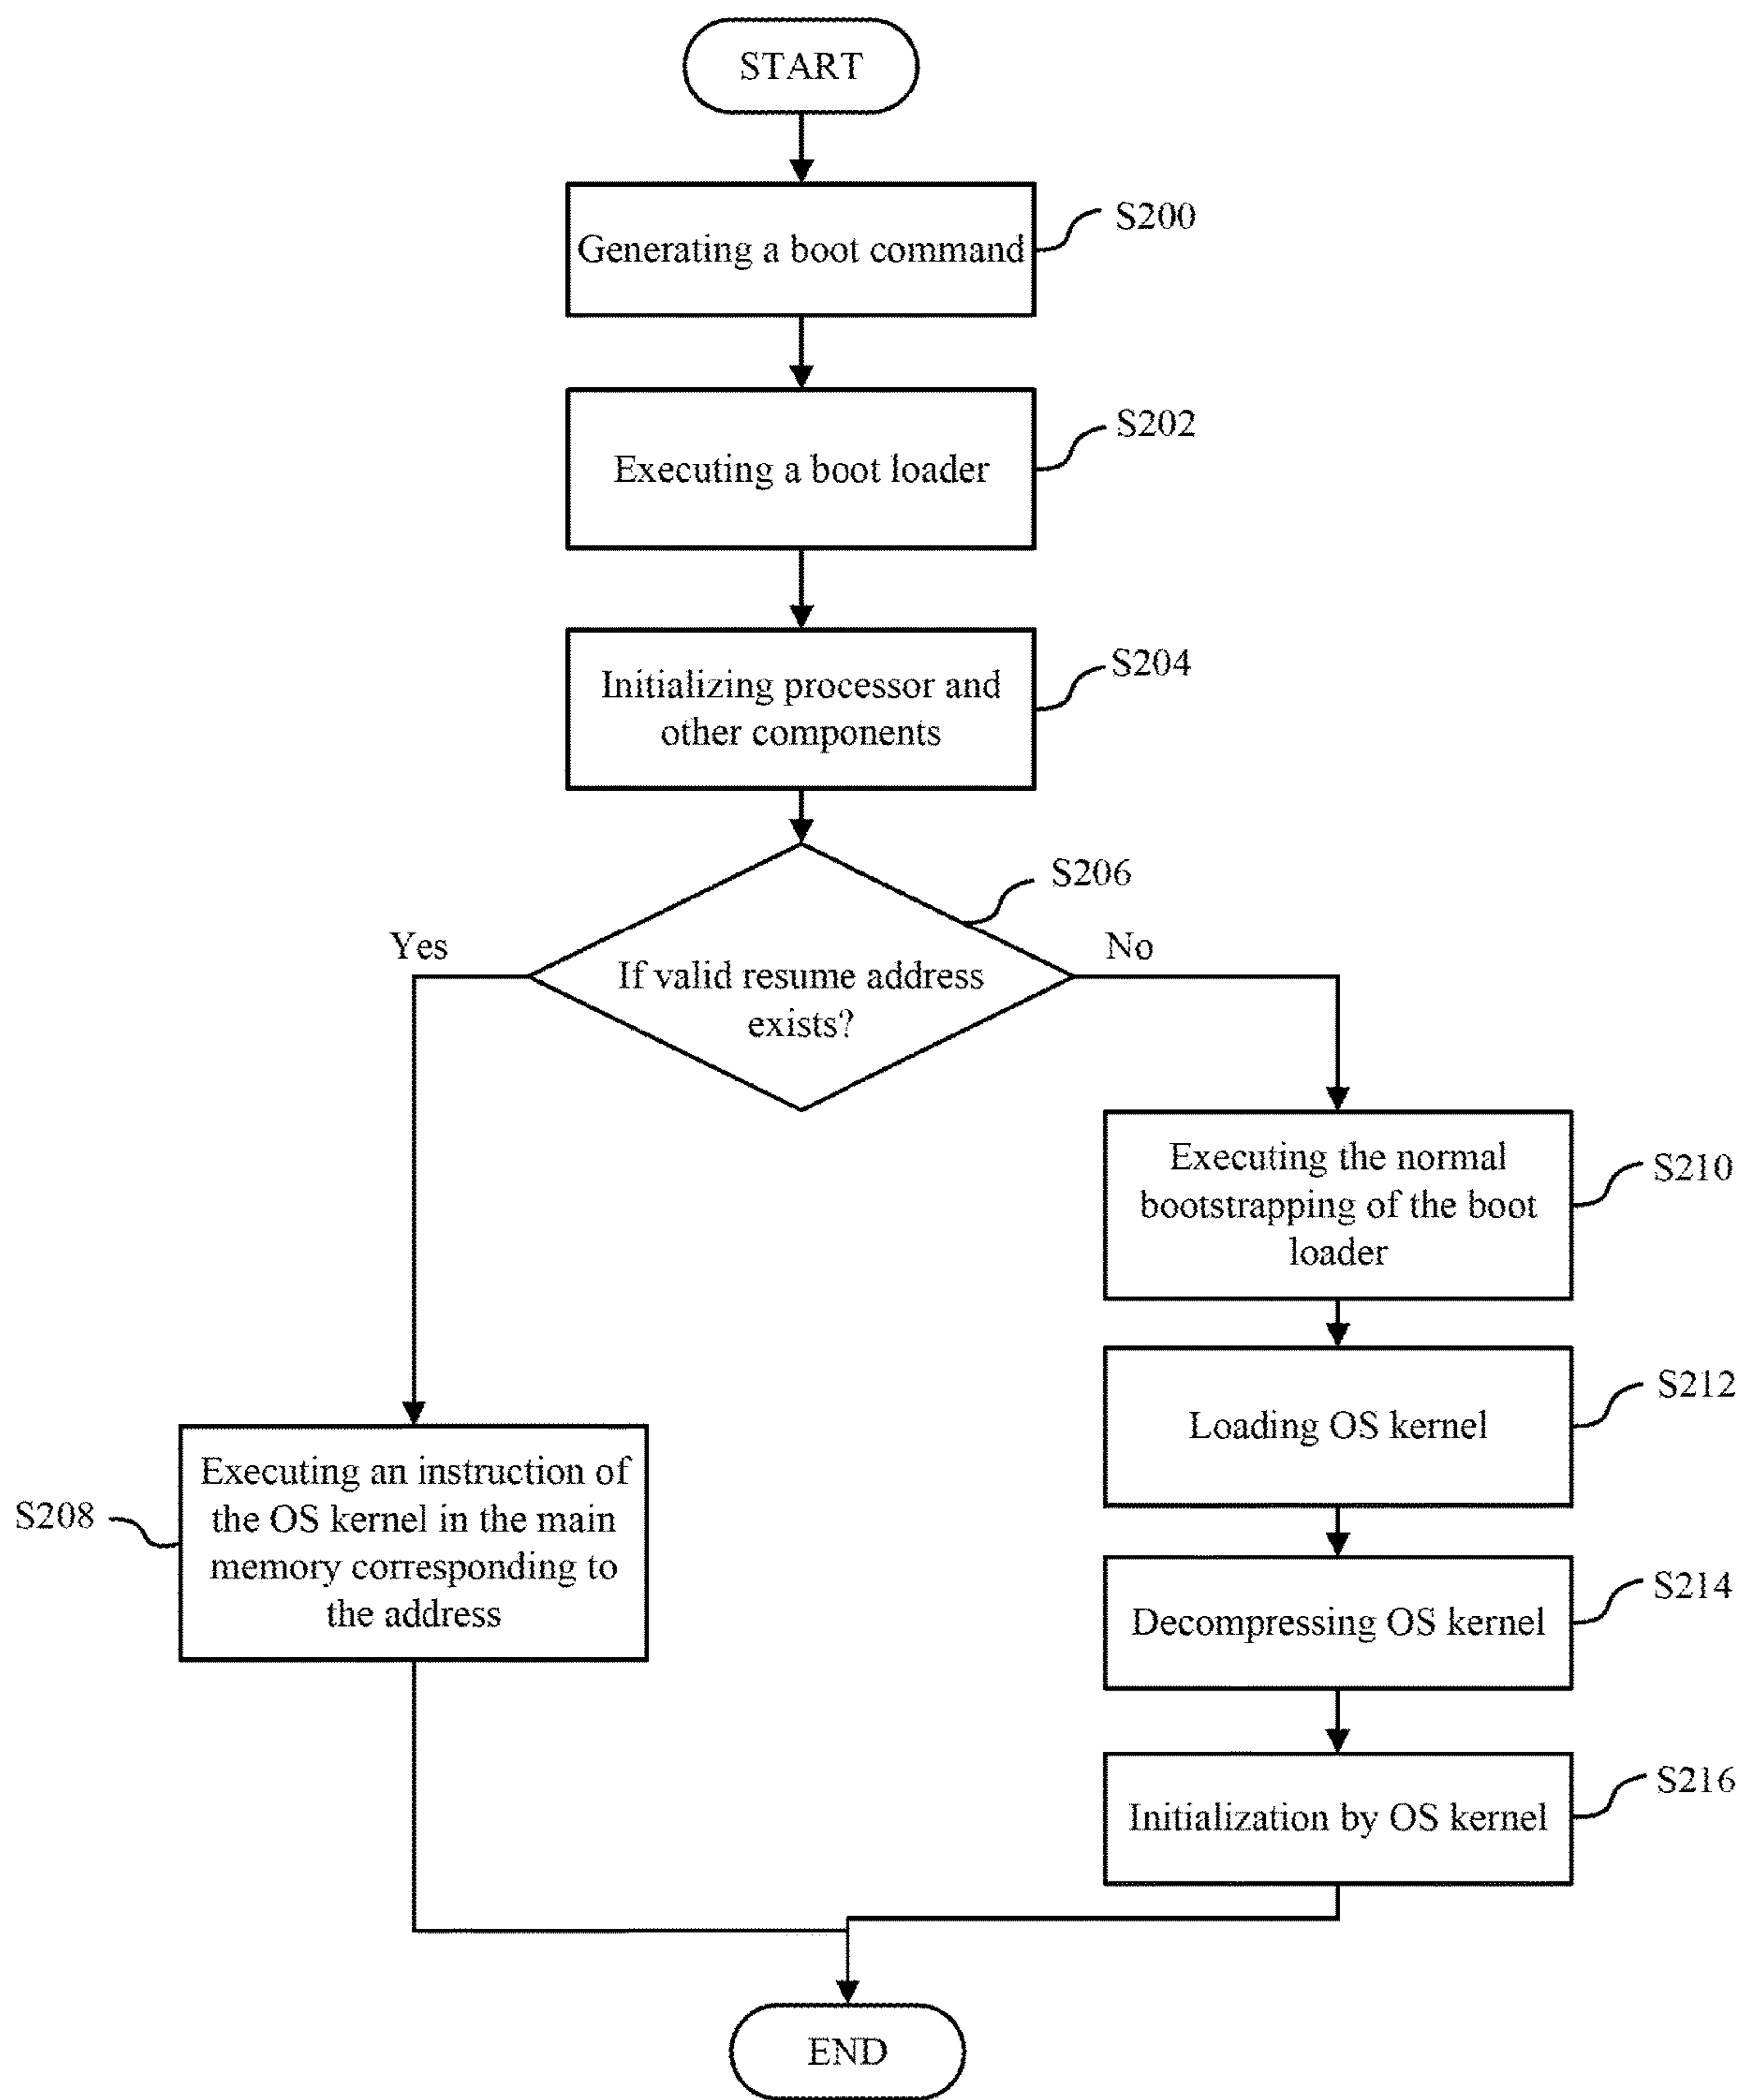 START
Generating a boot command
S200
Executing a boot loader
S202
Initializing processor and
other components
S204
S206
Yes
No
If valid resume address
exists?
Executing the normal
bootstrapping of the boot
loader
S210
Loading OS kernel
S212
Executing an instruction of
the OS kernel in the main
memory corresponding to
the address
S208
Decompressing OS kernel
S214
Initialization by OS kernel
S216
END